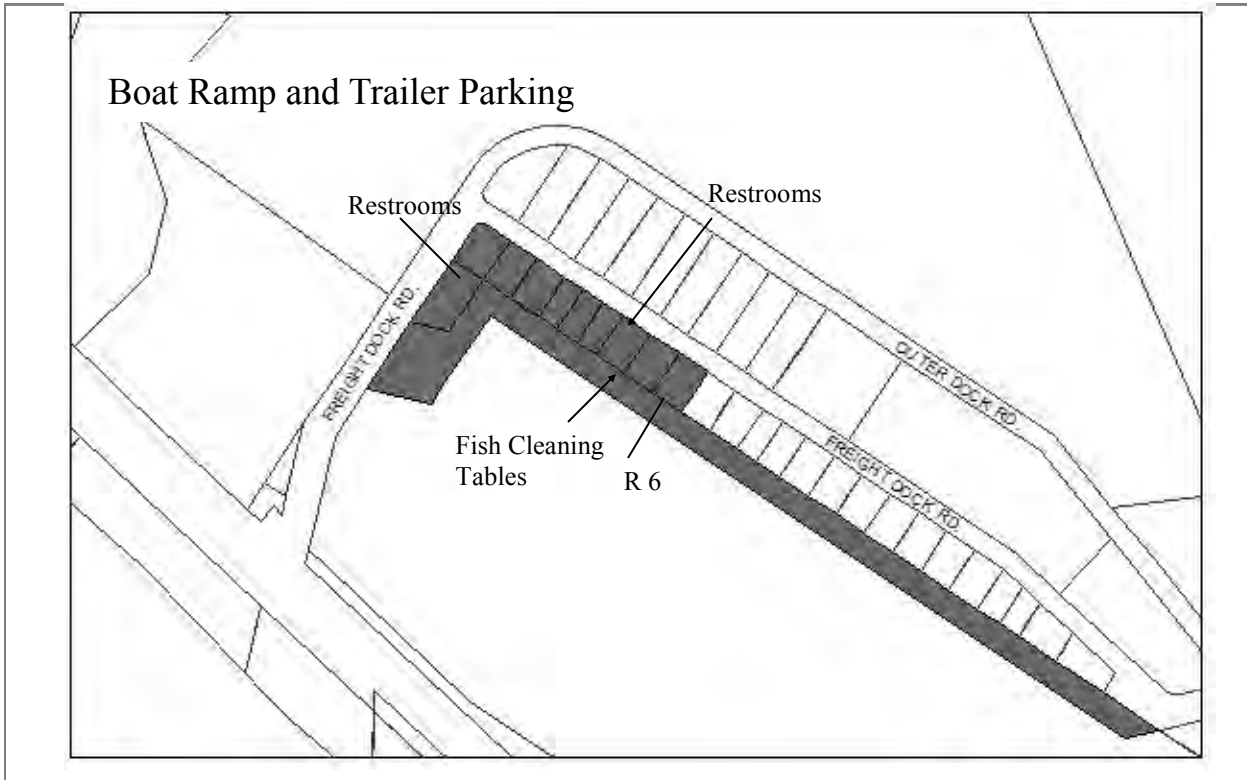 Boat Ramp and Trailer Parking
Restrooms
Restrooms
FREIGHT DOCK RD.
OUTER DOCK RD.
FREIGHT DOCK RD.
Fish Cleaning
Tables
R 6